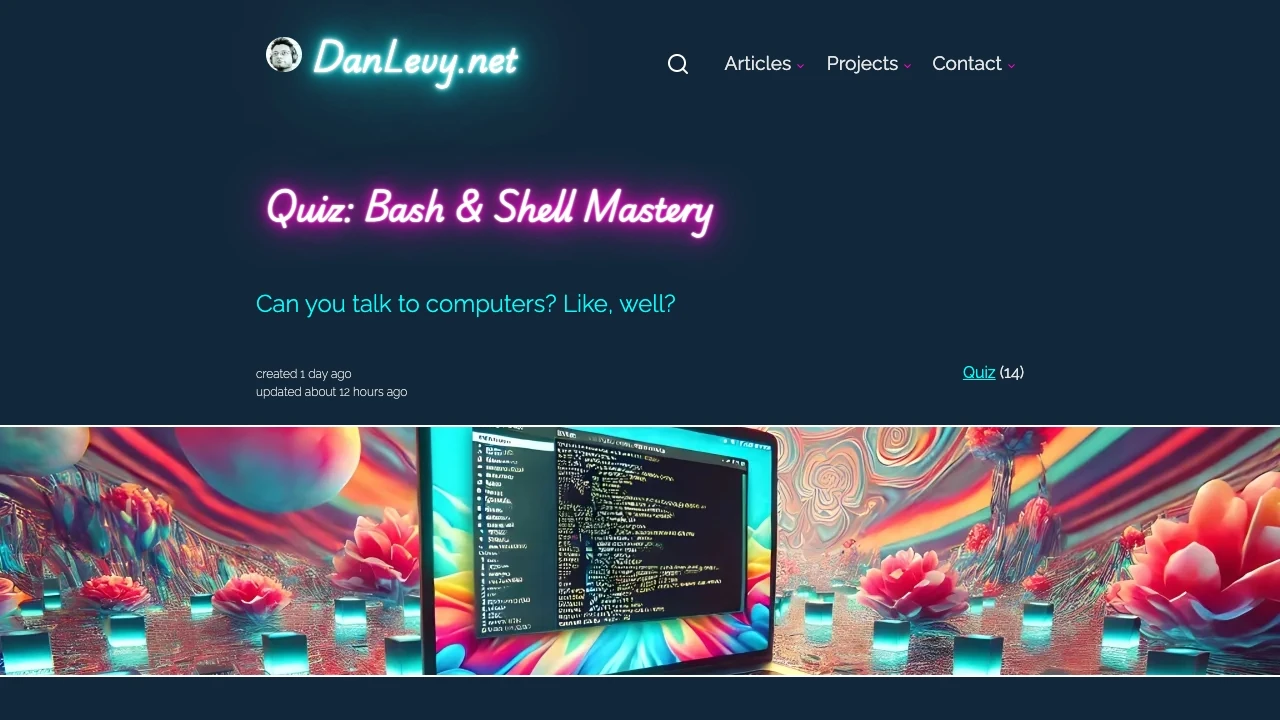 DanLevy.net
Articles
Projects
Contact
Quiz: Bash & Shell Mastery
Can you talk to computers? Like, well?
created 1 day ago
updated about 12 hours ago
Quiz (14)